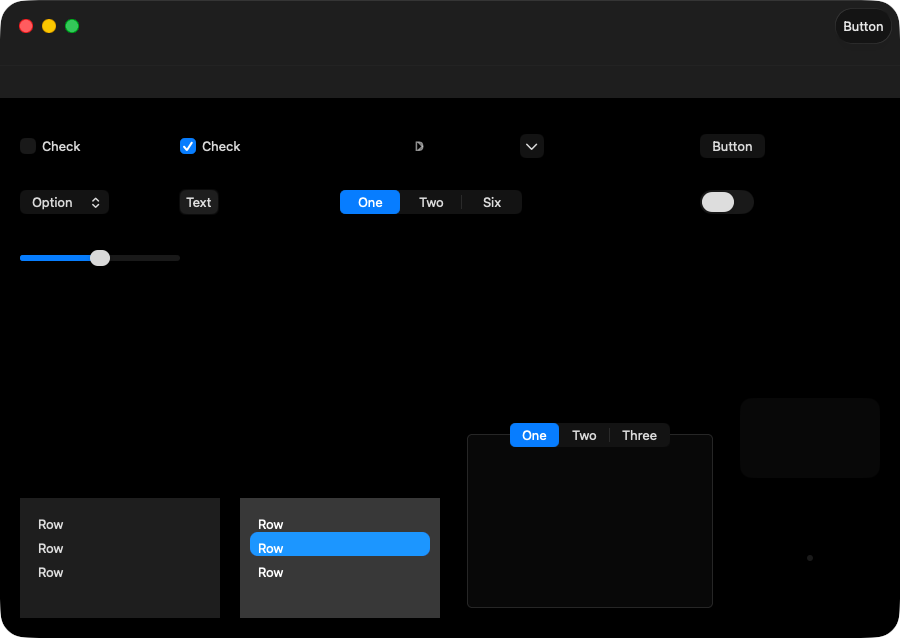 Button
Check
Check
Button
Option
Text
One
Two
Six
One
Two
Three
Row
Row
Row
Row
Row
Row